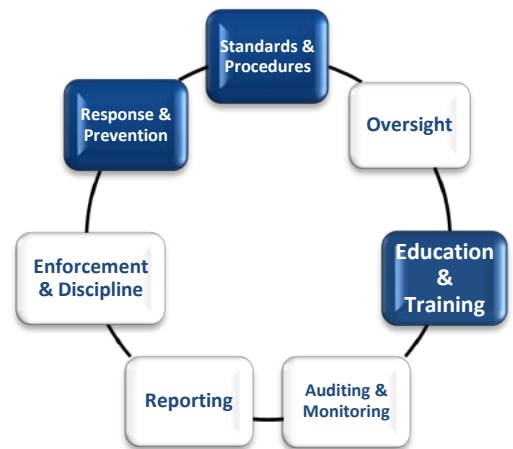 Standards &
Procedures
Oversight
Education
&
Training
Auditing &
Monitoring
Reporting
Enforcement
& Discipline
Response &
Prevention